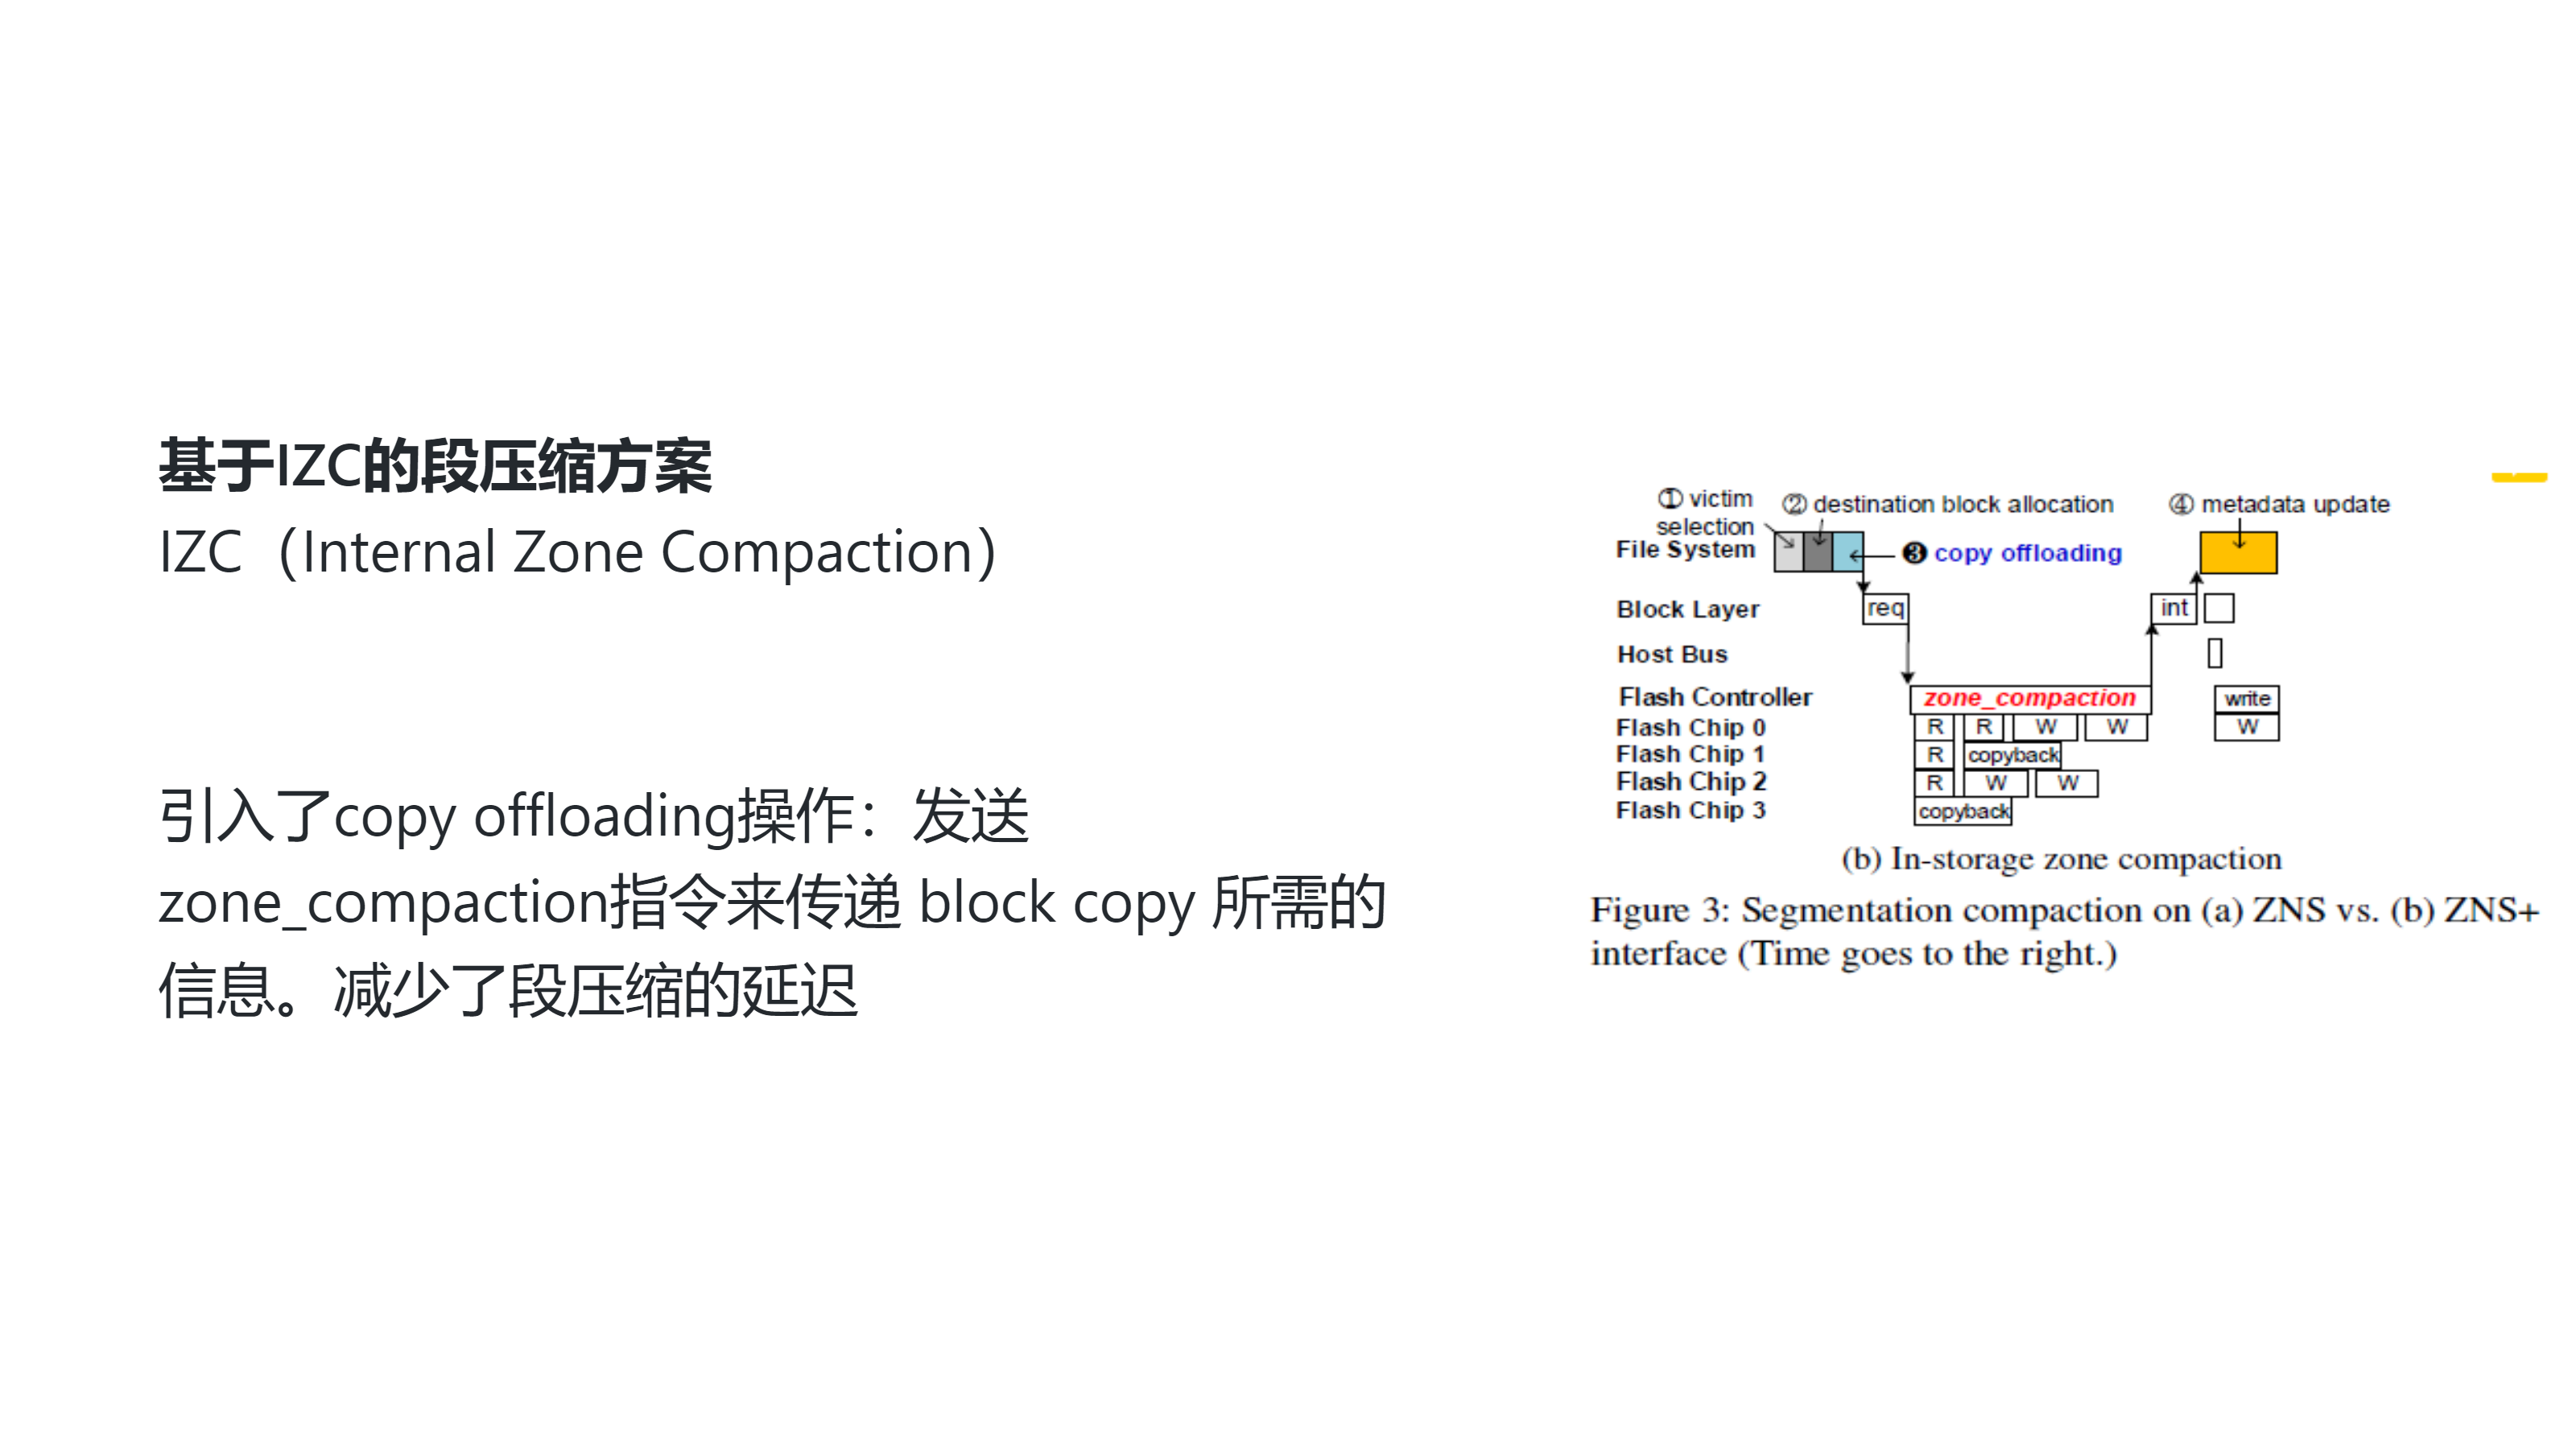 基于IZC的段压缩方案
IZC（Internal Zone Compaction）
引入了copy offloading操作：发送
zone_compaction指令来传递 block copy 所需的
信息。减少了段压缩的延迟
① victim
selection
② destination block allocation
④ metadata update
File System
❸ copy offloading
Block Layer
req
int
Host Bus
Flash Controller
zone_compaction
write
Flash Chip 0
R R W W
W
Flash Chip 1
R copyback
Flash Chip 2
R W W
Flash Chip 3
copyback
(b) In-storage zone compaction
Figure 3: Segmentation compaction on (a) ZNS vs. (b) ZNS+
interface (Time goes to the right.)